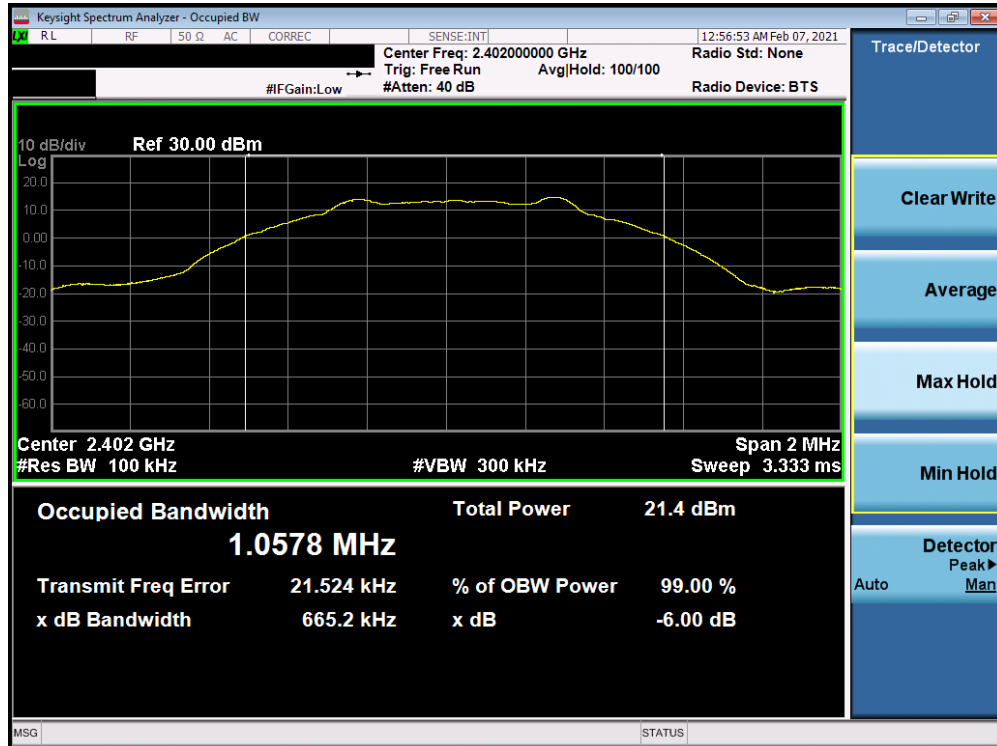 Keysight Spectrum Analyzer - Occupied BW
LXI RL RF 50 Ω AC CORREC SENSE:INT 12:56:53 AM Feb 07, 2021
Center Freq: 2.402000000 GHz Radio Std: None
Trig: Free Run Avg|Hold: 100/100
#IFGain:Low #Atten: 40 dB Radio Device: BTS
10 dB/div Ref 30.00 dBm
Log
20.0
10.0
0.00
-10.0
-20.0
-30.0
-40.0
-50.0
-60.0
Center 2.402 GHz Span 2 MHz
#Res BW 100 kHz #VBW 300 kHz Sweep 3.333 ms
Occupied Bandwidth Total Power 21.4 dBm
1.0578 MHz
Transmit Freq Error 21.524 kHz % of OBW Power 99.00 %
x dB Bandwidth 665.2 kHz x dB -6.00 dB
Trace/Detector
Clear Write
Average
Max Hold
Min Hold
Detector
Peak▶
Auto Man
MSG STATUS